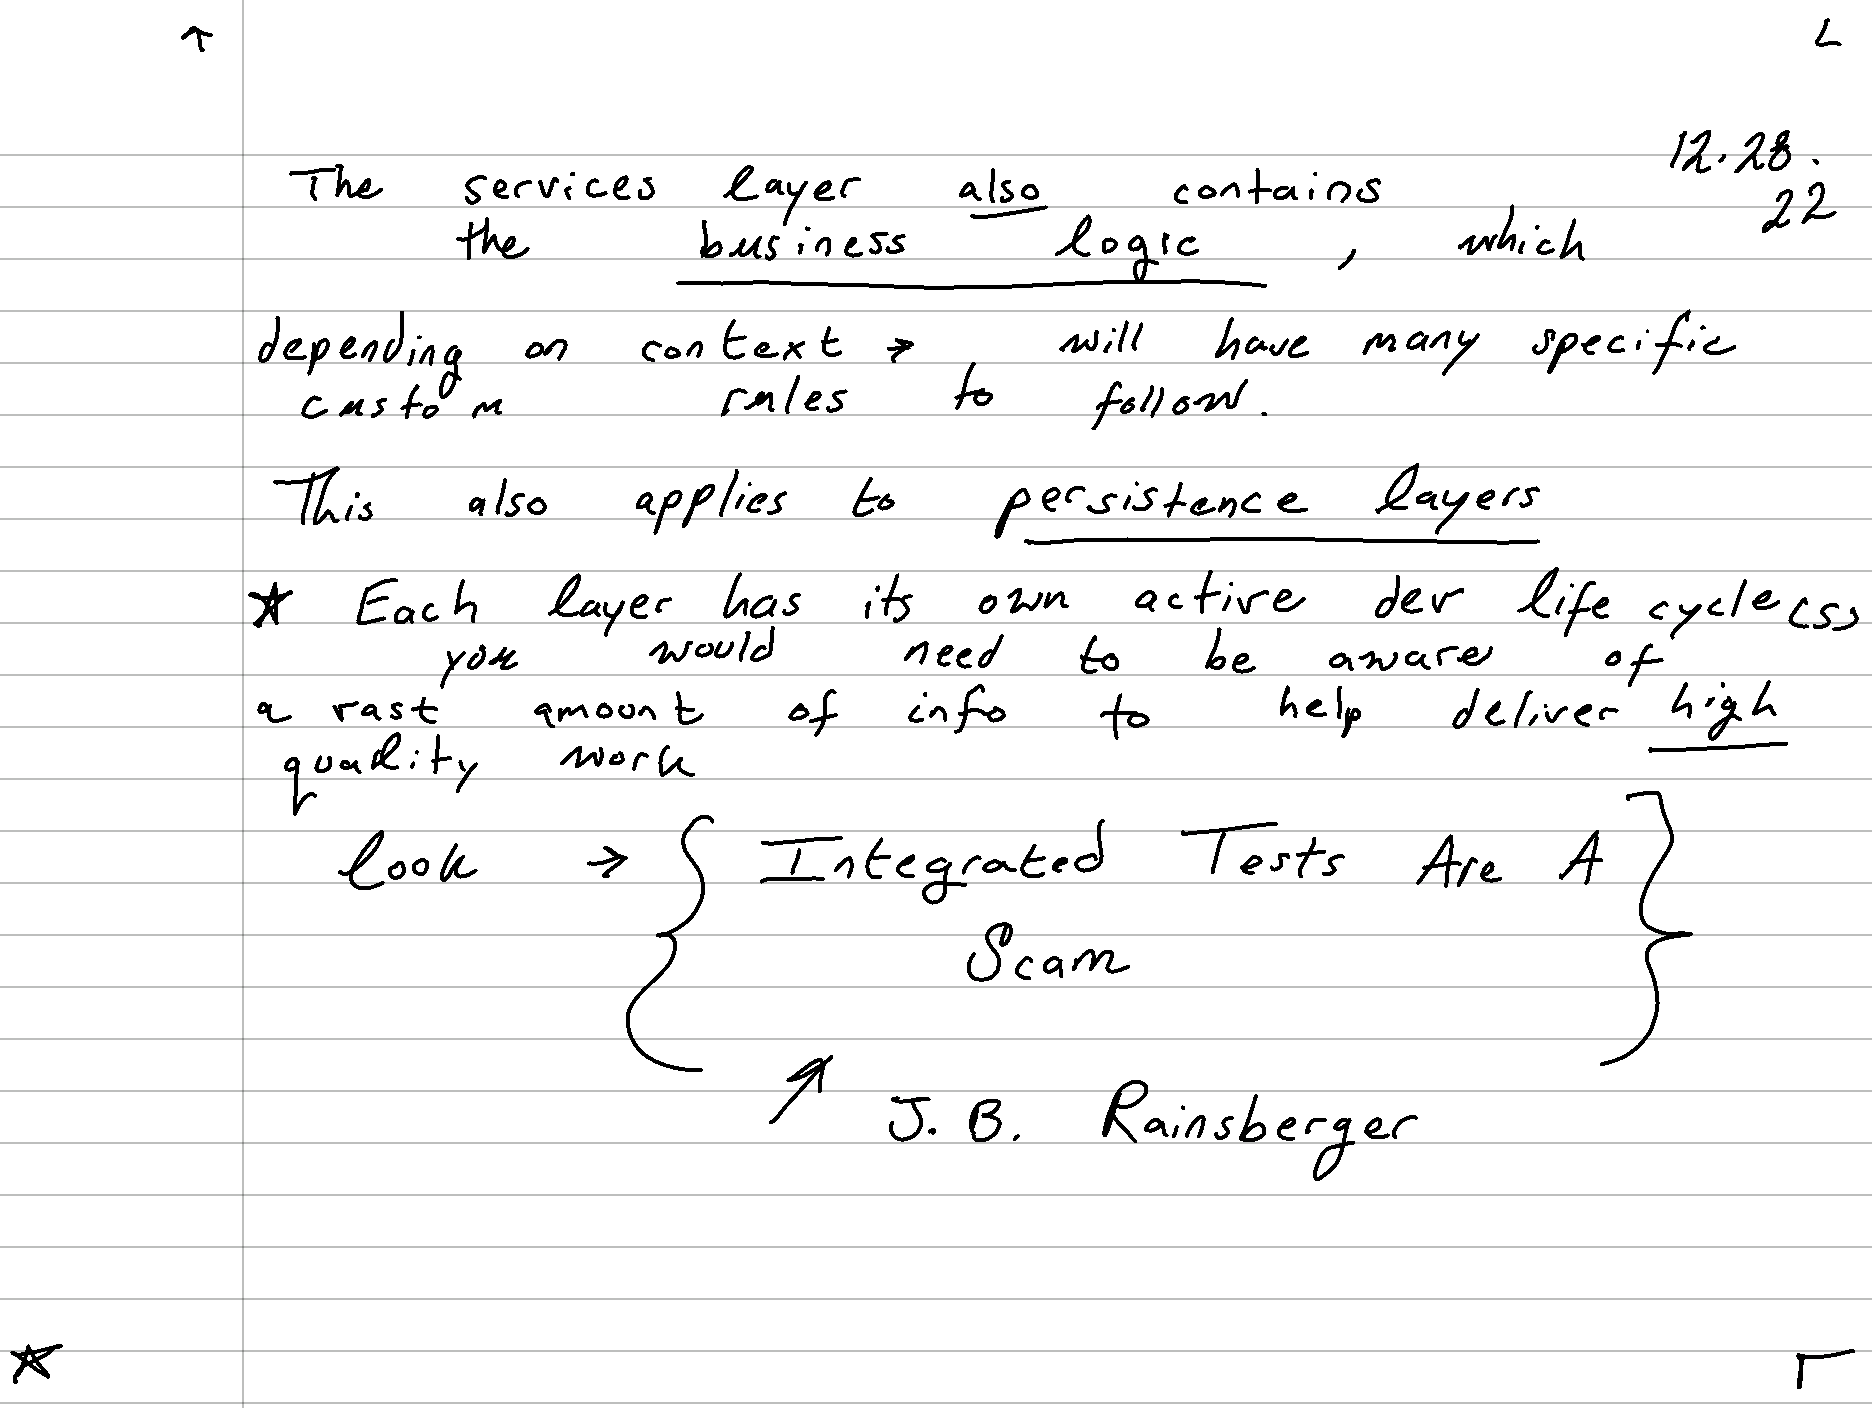 12.28.
22
The services layer also contains
the business logic, which
depending on context → will have many specific
custom rules to follow.
This also applies to persistence layers
★ Each layer has its own active dev life cycle(s)
you would need to be aware of
a vast amount of info to help deliver high
quality work
look → { Integrated Tests Are A
Scam }
↗ J. B. Rainsberger